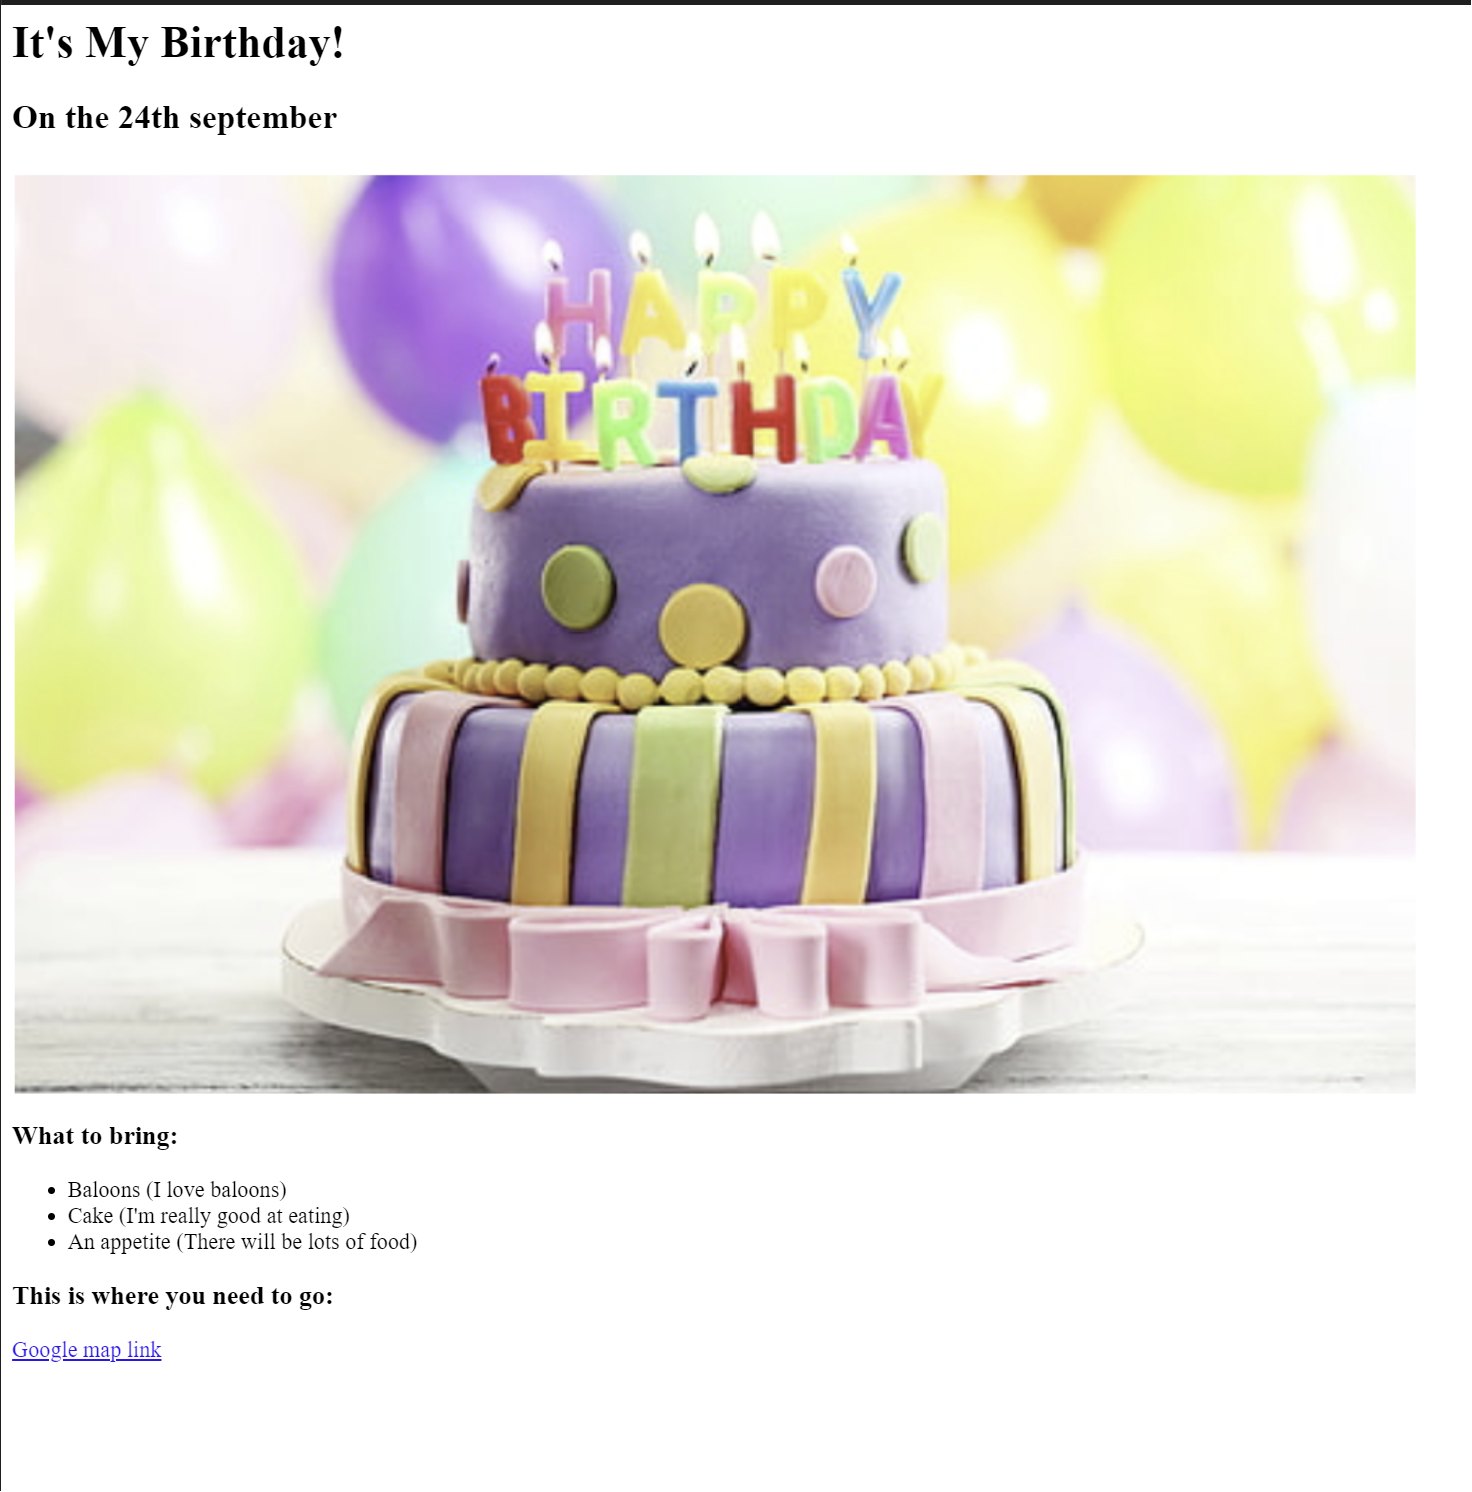 It's My Birthday!
On the 24th september
HAPPY
BIRTHDAY
What to bring:
Baloons (I love baloons)
Cake (I'm really good at eating)
An appetite (There will be lots of food)
This is where you need to go:
Google map link